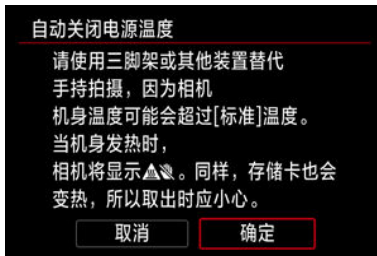 自动关闭电源温度
请使用三脚架或其他装置替代
手持拍摄，因为相机
机身温度可能会超过[标准]温度。
当机身发热时，
相机将显示。同样，存储卡也会
变热，所以取出时应小心。
取消
确定